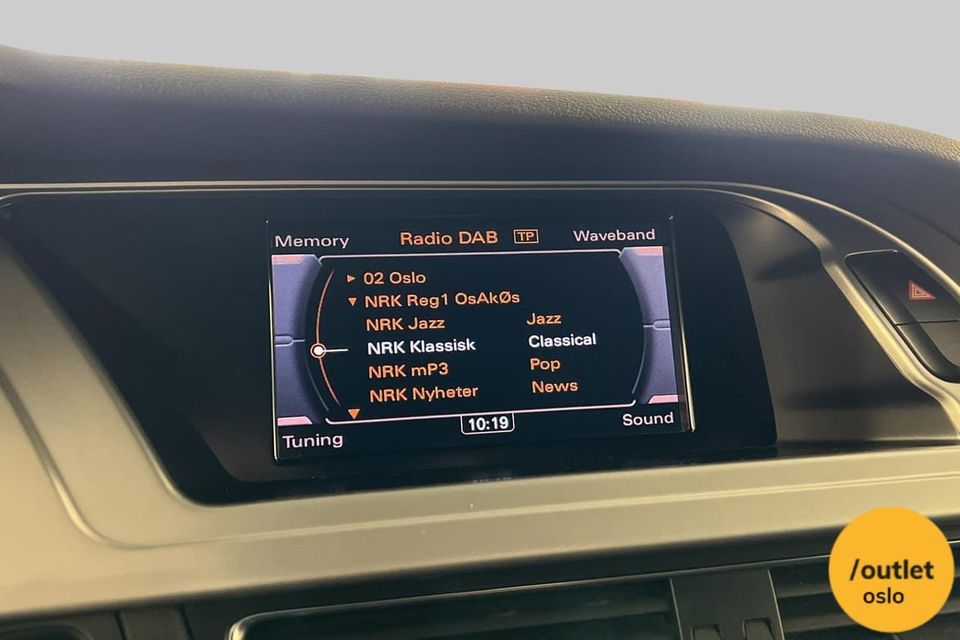 Memory Radio DAB TP Waveband
02 Oslo
NRK Reg1 OsAkØs
NRK Jazz Jazz
NRK Klassisk Classical
NRK mP3 Pop
NRK Nyheter News
Tuning 10:19 Sound
/outlet
oslo